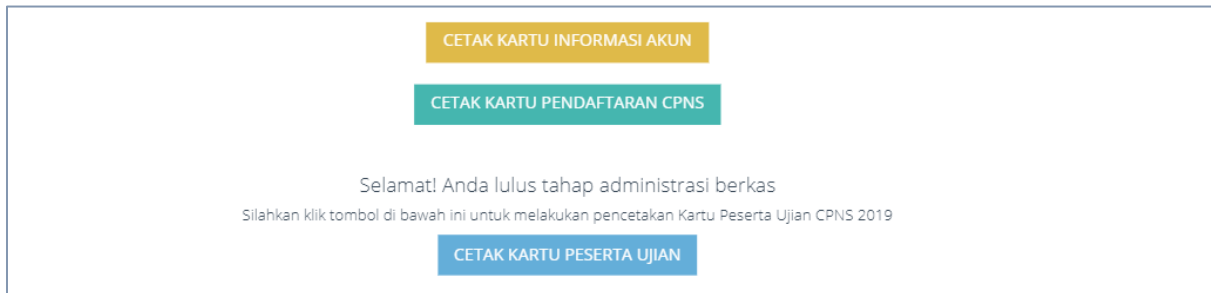 CETAK KARTU INFORMASI AKUN
CETAK KARTU PENDAFTARAN CPNS
Selamat! Anda lulus tahap administrasi berkas
Silahkan klik tombol di bawah ini untuk melakukan pencetakan Kartu Peserta Ujian CPNS 2019
CETAK KARTU PESERTA UJIAN